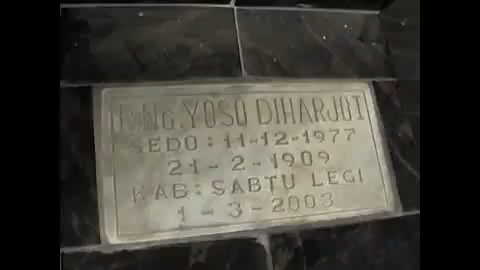 YOSO DIHARJO
SEDO: 11-12-1977
21-2-1909
KAB: SABTU LEGI
1-3-2003